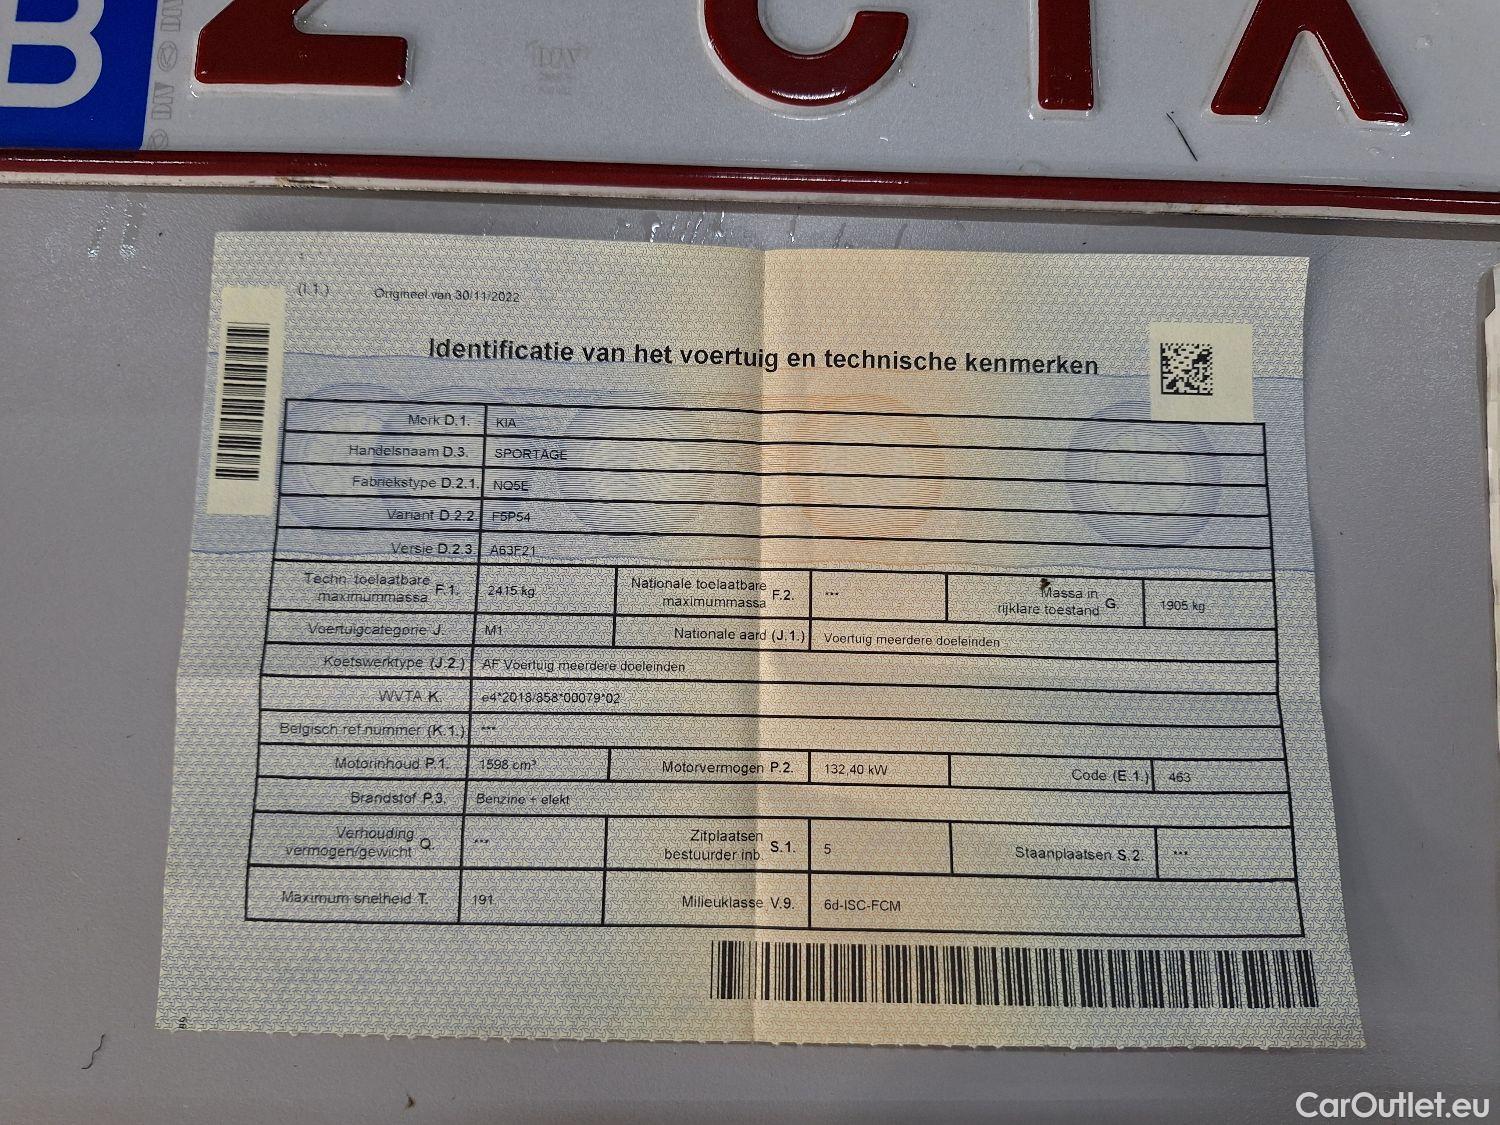 B
CTX
(I.1.) Origineel van 30/11/2022
Identificatie van het voertuig en technische kenmerken
Merk D.1. KIA
Handelsnaam D.3. SPORTAGE
Fabriekstype D.2.1. NQ5E
Variant D.2.2. F5P54
Versie D.2.3. A63F21
Techn. toelaatbare maximummassa F.1. 2415 kg Nationale toelaatbare maximummassa F.2. *** Massa in rijklare toestand G. 1905 kg
Voertuigcategorie J. M1 Nationale aard (J.1.) Voertuig meerdere doeleinden
Koetswerktype (J.2.) AF Voertuig meerdere doeleinden
WVTA K. e4*2018/858*00079*02
Belgisch ref.nummer (K.1.) ***
Motorinhoud P.1. 1598 cm³ Motorvermogen P.2. 132,40 kW Code (E.1.) 463
Brandstof P.3. Benzine + elekt
Verhouding vermogen/gewicht Q. *** Zitplaatsen bestuurder inb. S.1. 5 Staanplaatsen S.2. ***
Maximum snelheid T. 191 Milieuklasse V.9. 6d-ISC-FCM
CarOutlet.eu